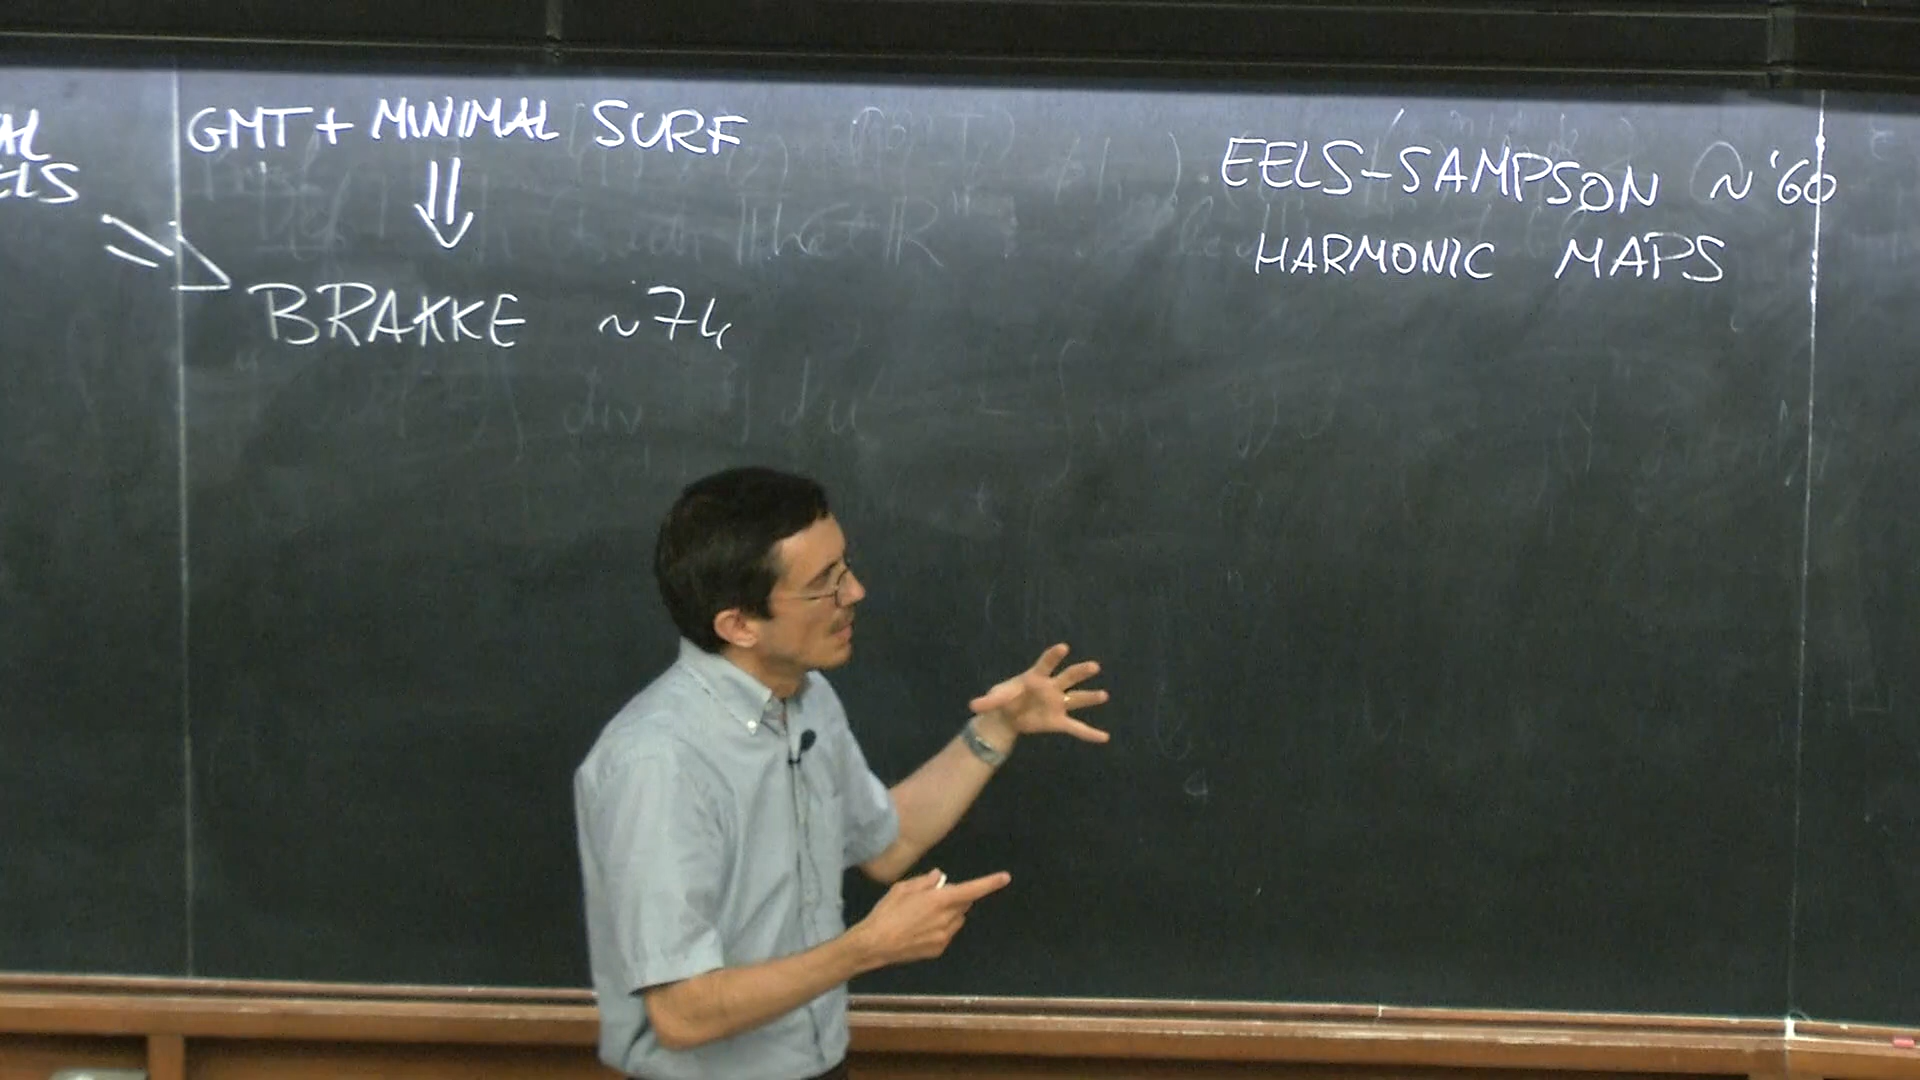 GMT + MINIMAL SURF
⇓
BRAKKE ~74
EELS-SAMPSON ~'60
HARMONIC MAPS